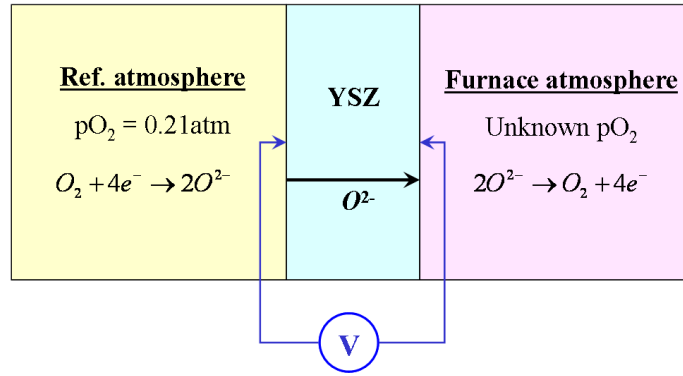 Ref. atmosphere
pO₂ = 0.21atm
O₂ + 4e⁻ → 2O²⁻
YSZ
O²⁻
Furnace atmosphere
Unknown pO₂
2O²⁻ → O₂ + 4e⁻
V